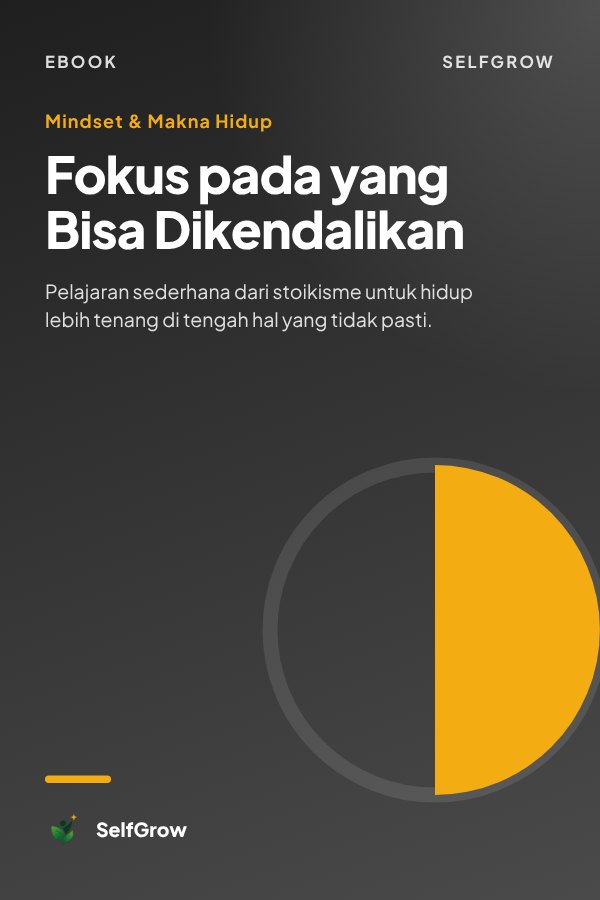 EBOOK
SELFGROW
Mindset & Makna Hidup
Fokus pada yang
Bisa Dikendalikan
Pelajaran sederhana dari stoikisme untuk hidup
lebih tenang di tengah hal yang tidak pasti.
SelfGrow